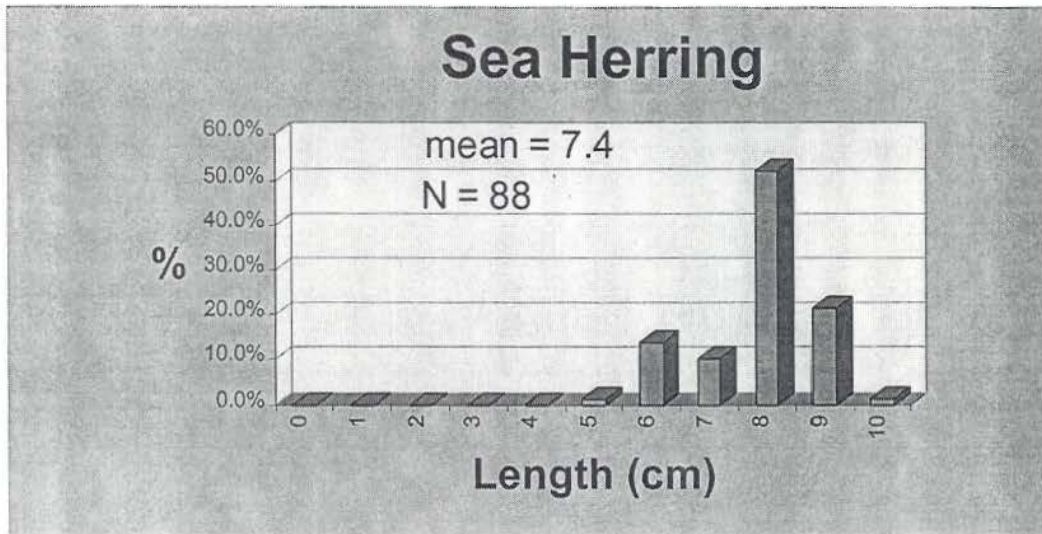 Sea Herring
mean = 7.4
N = 88
60.0%
50.0%
40.0%
30.0%
20.0%
10.0%
0.0%
%
0 1 2 3 4 5 6 7 8 9 10
Length (cm)